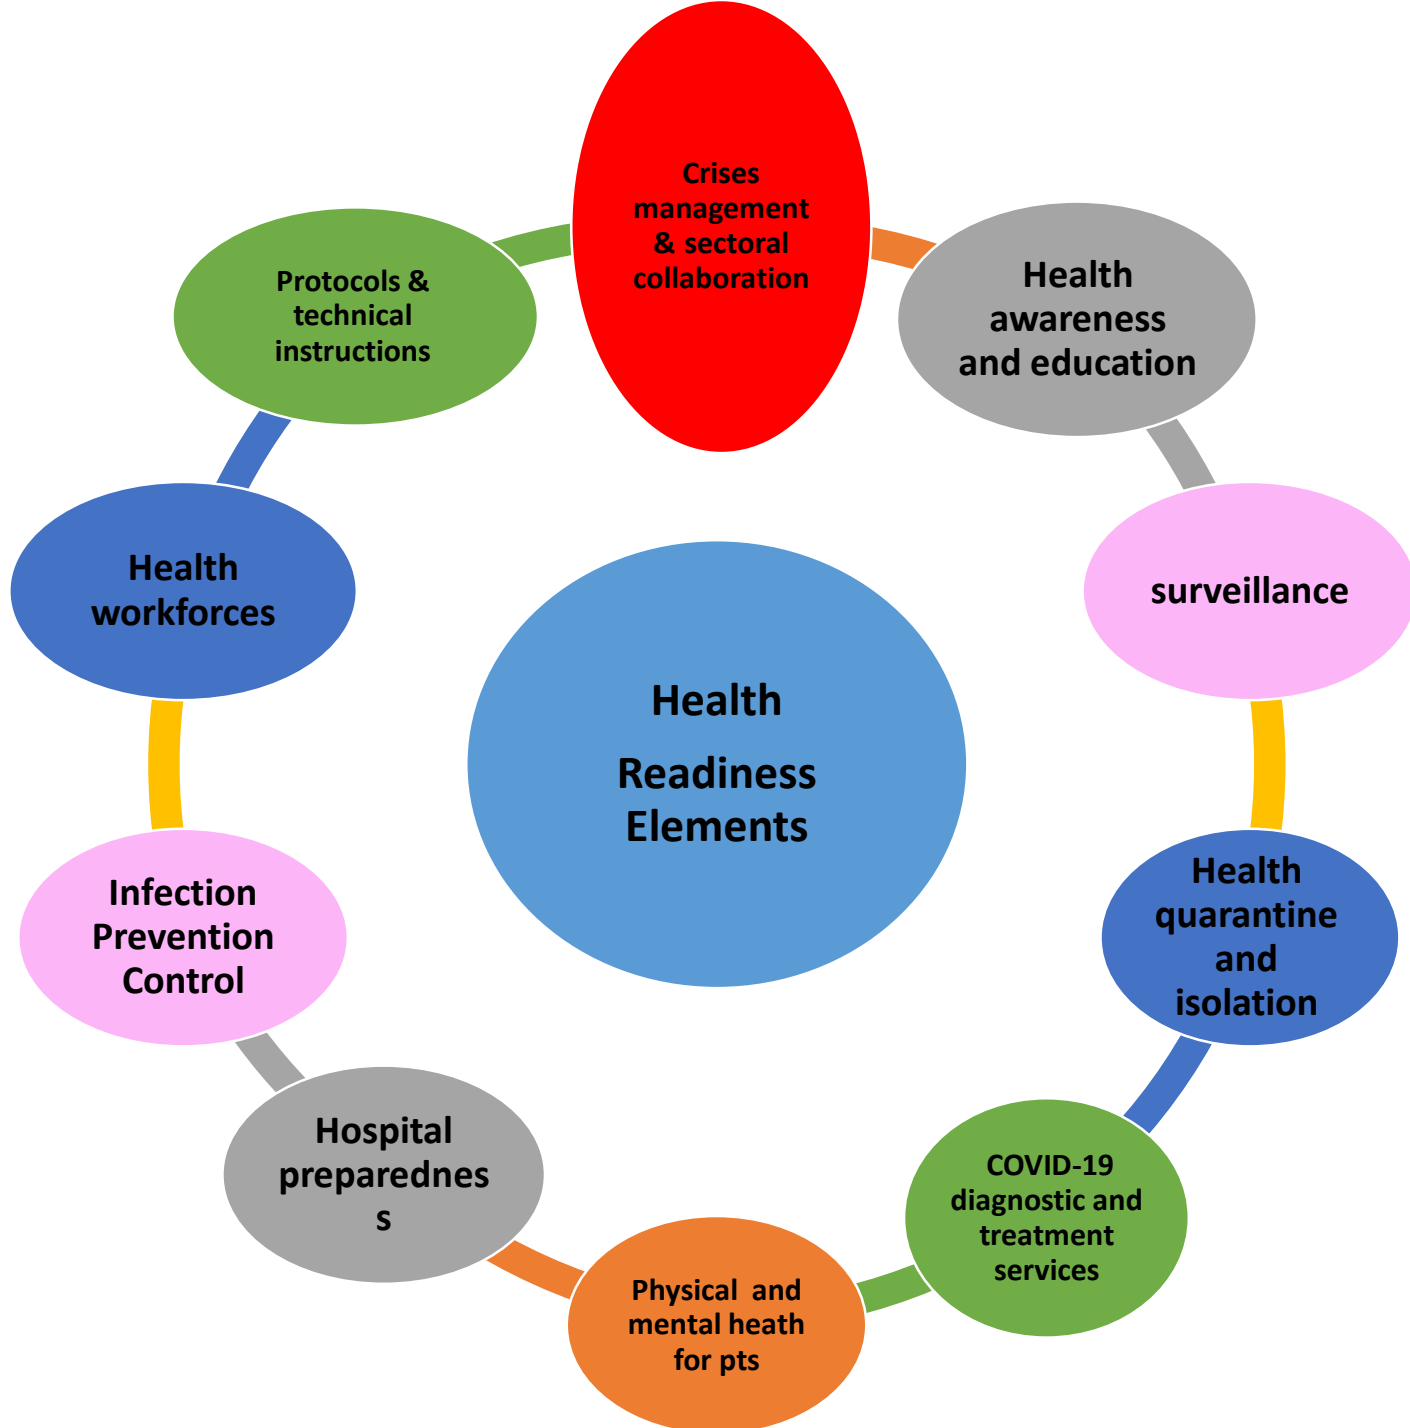 Crises
management
& sectoral
collaboration
Health
awareness
and education
surveillance
Health
quarantine
and
isolation
COVID-19
diagnostic and
treatment
services
Physical  and
mental heath
for pts
Hospital
preparednes
s
Infection
Prevention
Control
Health
workforces
Protocols &
technical
instructions
Health
Readiness
Elements